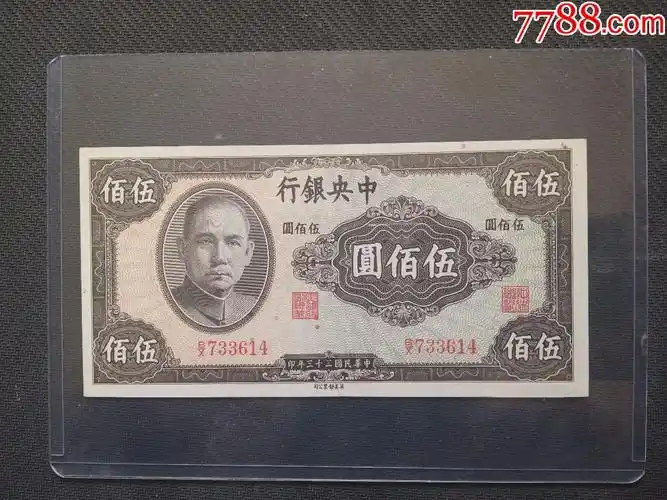 7788.com
伍佰
伍佰
中央銀行
伍佰圓
伍佰圓
伍佰圓
B/X 733614
B/X 733614
伍佰
伍佰
中華民國三十三年印